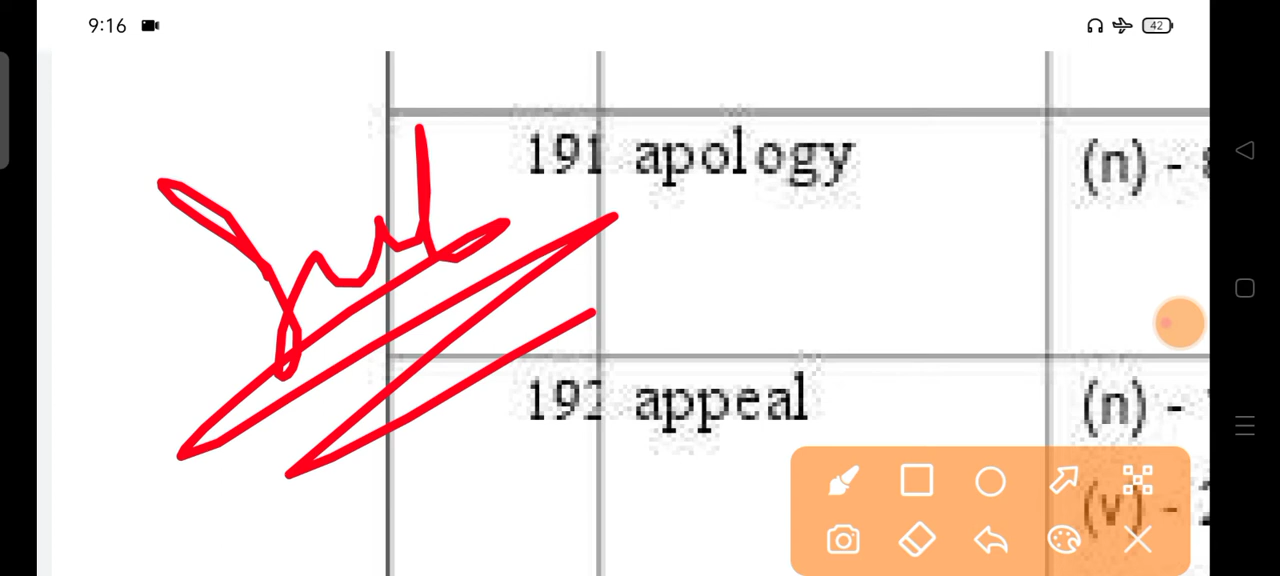 9:16
42
191 apology (n) -
192 appeal (n) -
(v) -